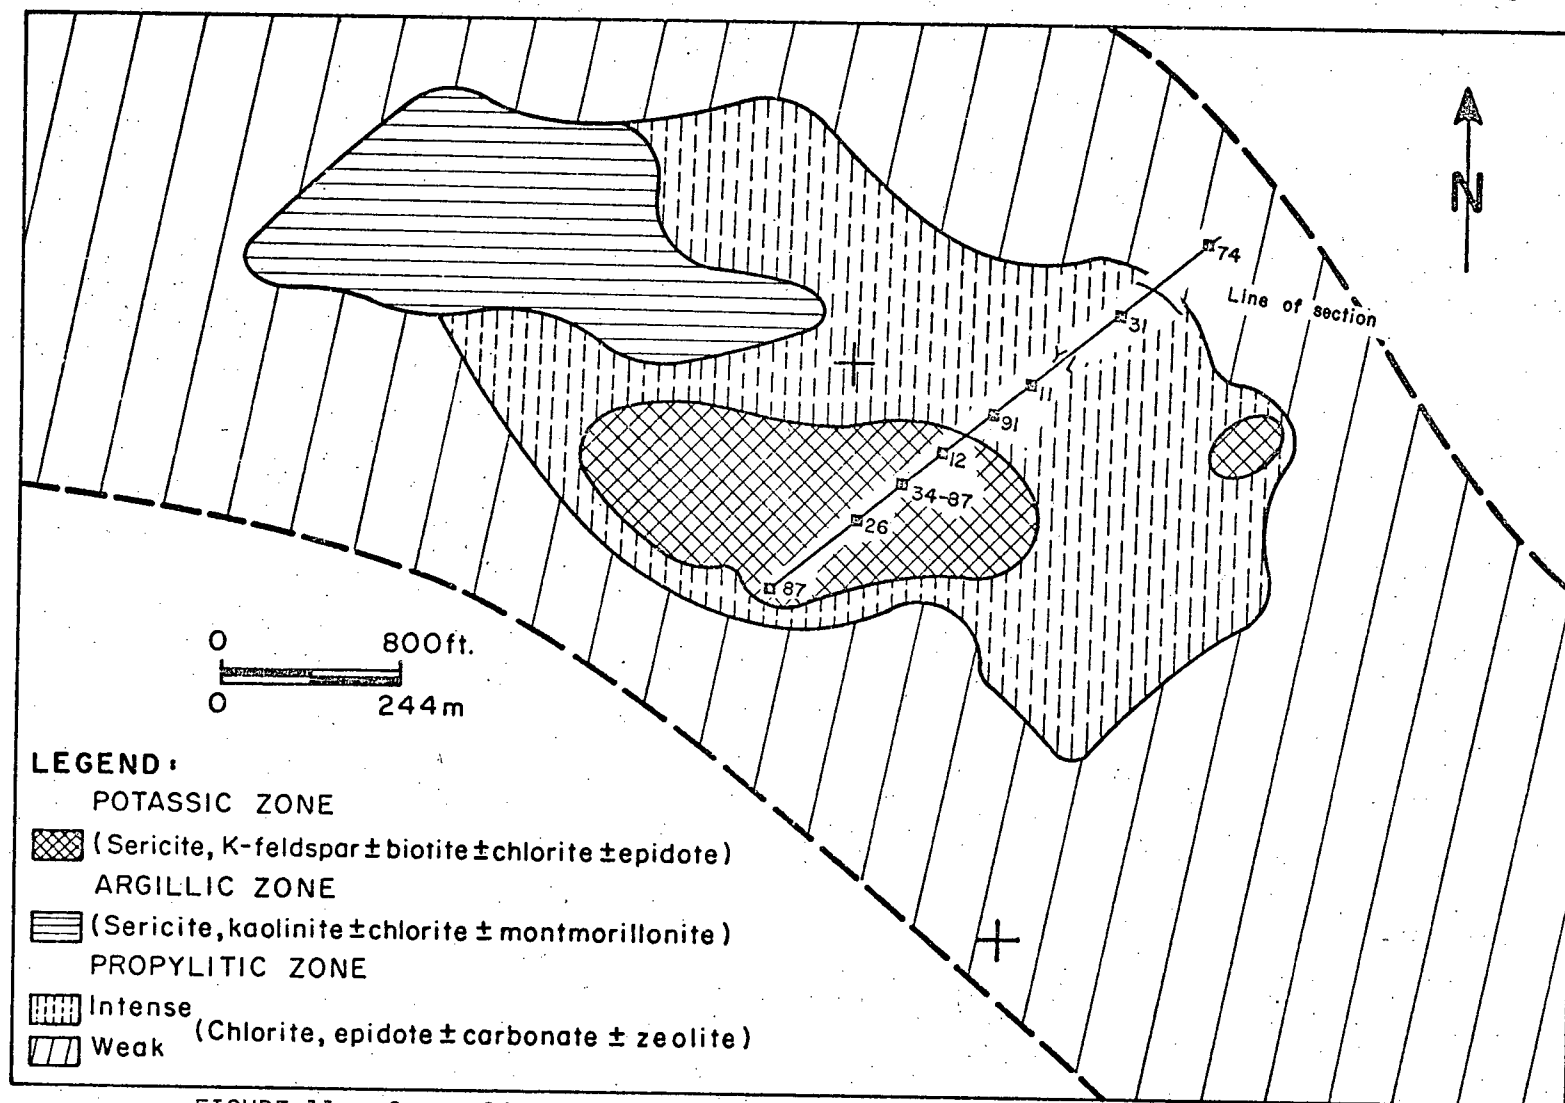 N
74
Line of section
31
11
91
12
34-87
26
87
0 800ft.
0 244m
LEGEND:
POTASSIC ZONE
(Sericite, K-feldspar ± biotite ± chlorite ± epidote)
ARGILLIC ZONE
(Sericite, kaolinite ± chlorite ± montmorillonite)
PROPYLITIC ZONE
Intense
(Chlorite, epidote ± carbonate ± zeolite)
Weak